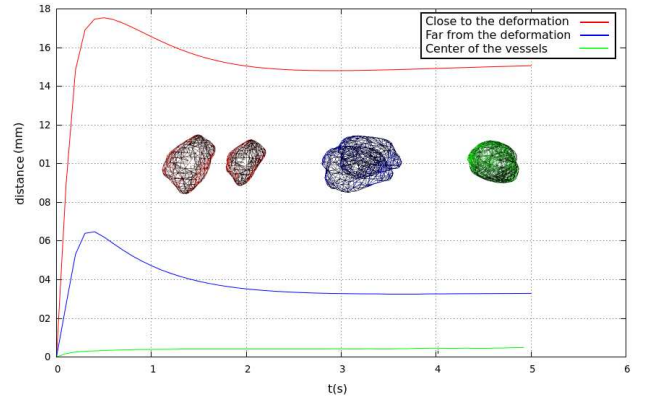 18
16
14
12
01
08
06
04
02
0
distance (mm)
Close to the deformation
Far from the deformation
Center of the vessels
0 1 2 3 4 5 6
t(s)